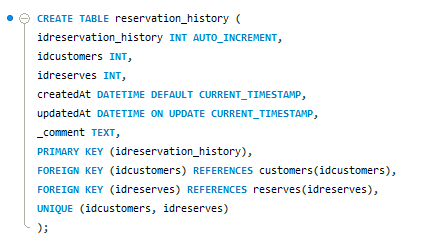 CREATE TABLE reservation_history (
idreservation_history INT AUTO_INCREMENT,
idcustomers INT,
idreserves INT,
createdAt DATETIME DEFAULT CURRENT_TIMESTAMP,
updatedAt DATETIME ON UPDATE CURRENT_TIMESTAMP,
_comment TEXT,
PRIMARY KEY (idreservation_history),
FOREIGN KEY (idcustomers) REFERENCES customers(idcustomers),
FOREIGN KEY (idreserves) REFERENCES reserves(idreserves),
UNIQUE (idcustomers, idreserves)
);